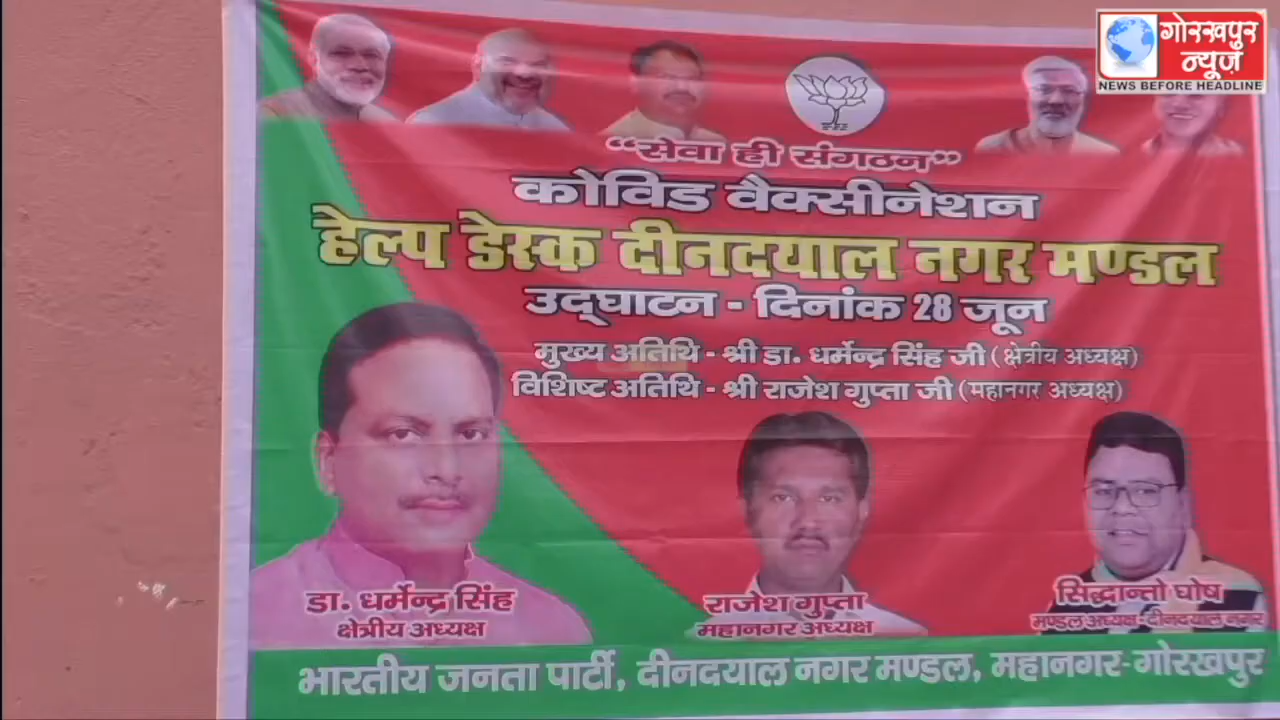 गोरखपुर
न्यूज़
NEWS BEFORE HEADLINE
“सेवा ही संगठन”
कोविड वैक्सीनेशन
हेल्प डेस्क दीनदयाल नगर मण्डल
उद्घाटन - दिनांक 28 जून
मुख्य अतिथि - श्री डा. धर्मेन्द्र सिंह जी (क्षेत्रीय अध्यक्ष)
विशिष्ट अतिथि - श्री राजेश गुप्ता जी (महानगर अध्यक्ष)
डा. धर्मेन्द्र सिंह
क्षेत्रीय अध्यक्ष
राजेश गुप्ता
महानगर अध्यक्ष
सिद्धान्तो घोष
मण्डल अध्यक्ष-दीनदयाल नगर
भारतीय जनता पार्टी, दीनदयाल नगर मण्डल, महानगर-गोरखपुर